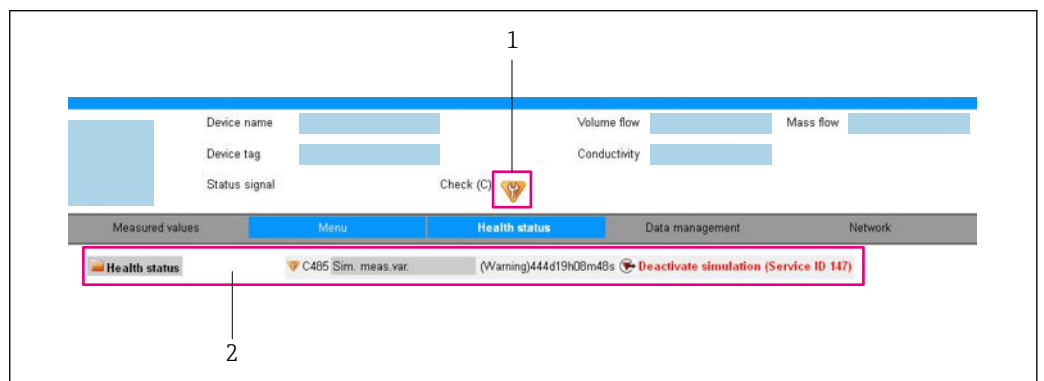 1
Device name Volume flow Mass flow
Device tag Conductivity
Status signal Check (C)
Measured values Menu Health status Data management Network
Health status C485 Sim. meas.var. (Warning)444d19h08m48s Deactivate simulation (Service ID 147)
2